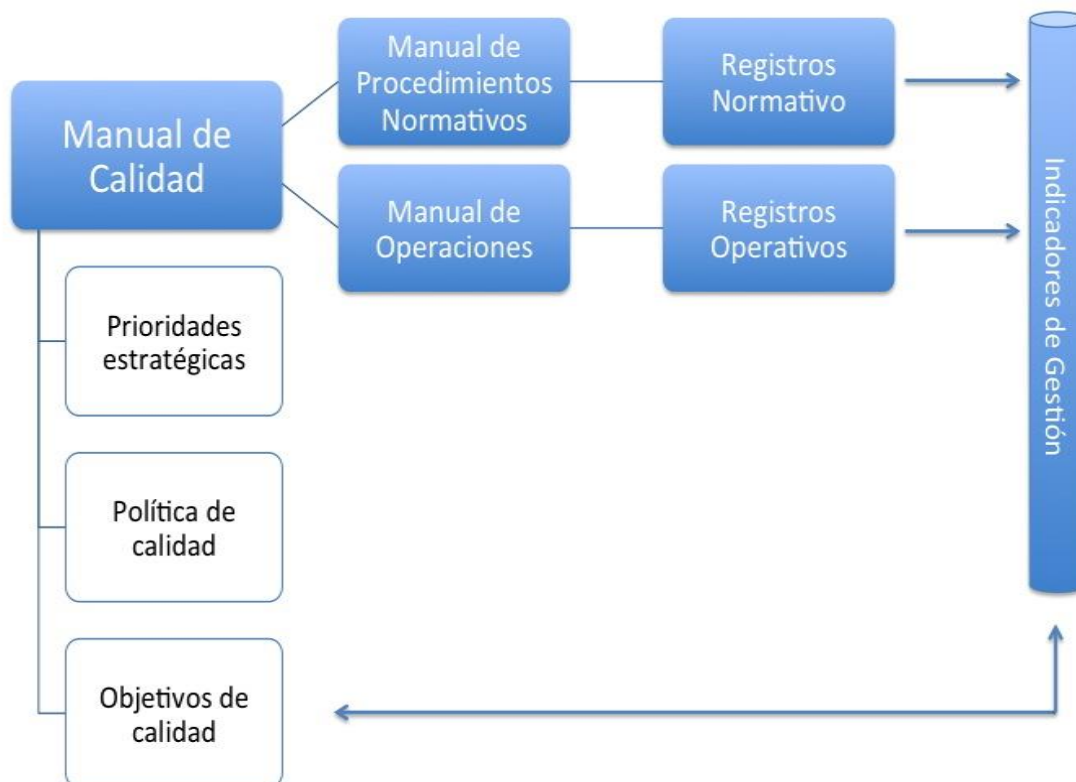 Manual de
Calidad
Manual de
Procedimientos
Normativos
Registros
Normativo
Manual de
Operaciones
Registros
Operativos
Indicadores de Gestión
Prioridades
estratégicas
Política de
calidad
Objetivos de
calidad